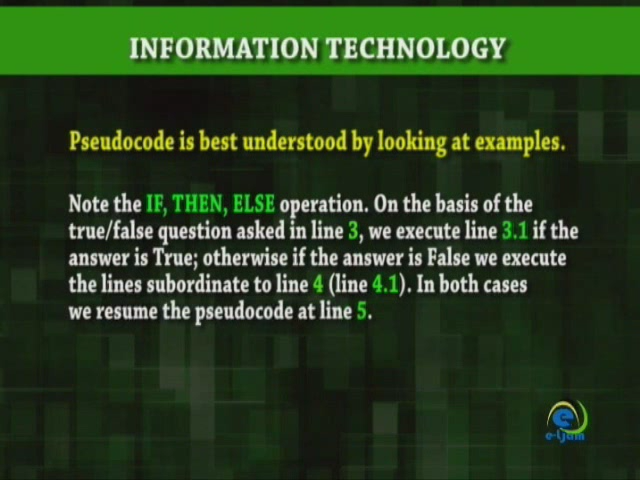 INFORMATION TECHNOLOGY
Pseudocode is best understood by looking at examples.
Note the IF, THEN, ELSE operation. On the basis of the
true/false question asked in line 3, we execute line 3.1 if the
answer is True; otherwise if the answer is False we execute
the lines subordinate to line 4 (line 4.1). In both cases
we resume the pseudocode at line 5.
e
e-ljam